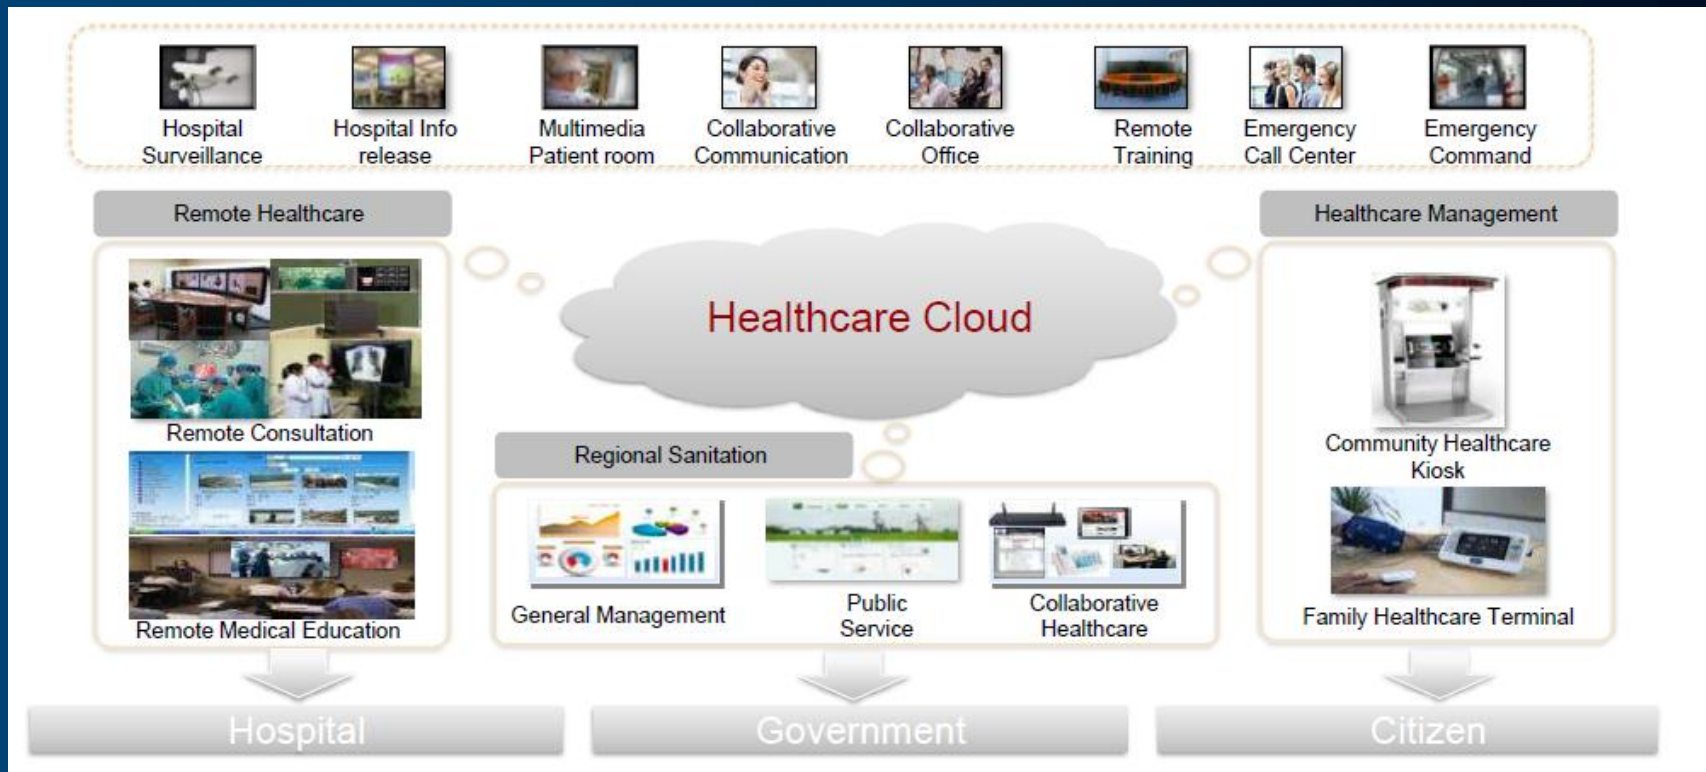 Hospital
Surveillance
Hospital Info
release
Multimedia
Patient room
Collaborative
Communication
Collaborative
Office
Remote
Training
Emergency
Call Center
Emergency
Command
Remote Healthcare
Healthcare Management
Healthcare Cloud
Remote Consultation
Remote Medical Education
Regional Sanitation
General Management
Public
Service
Collaborative
Healthcare
Community Healthcare
Kiosk
Family Healthcare Terminal
Hospital
Government
Citizen